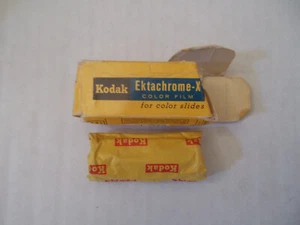 Kodak
Ektachrome-X
COLOR FILM
for color slides
Kodak
Kodak